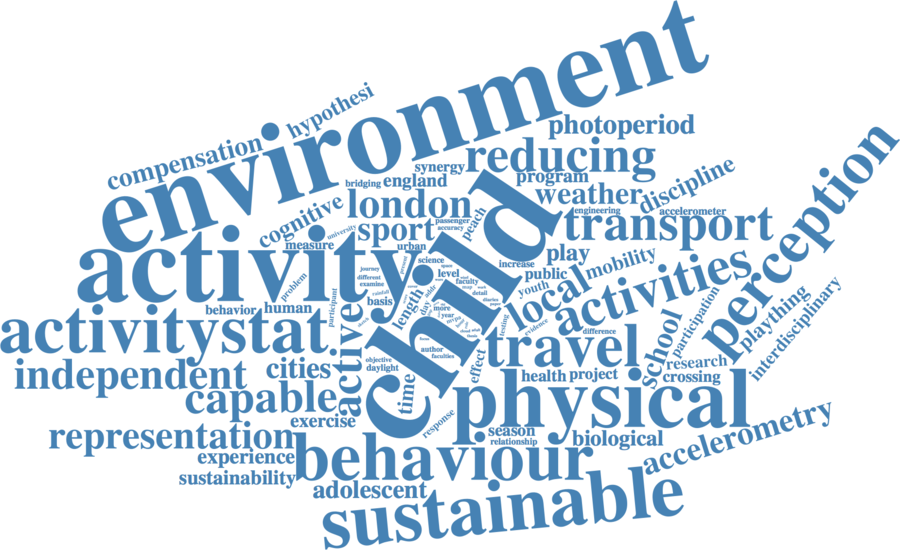 environment
hypothesi
compensation
photoperiod
reducing
synergy
program
bridging
england
weather
discipline
cognitive
london
peach
engineering
accelerometer
perception
university
sport
passenger
accuracy
transport
measure
urban
activity
child
science
play
level
increase
public
mobility
journey
different
examine
problem
faculty
detail
diaries
youth
local
activities
participant
basis
length
day
behavior
human
more
year
testing
evidence
difference
participation
plaything
interdisciplinary
activitystat
active
author
faculties
travel
school
research
crossing
independent
cities
objective
daylight
effect
health
project
capable
time
physical
exercise
response
season
relationship
biological
representation
behaviour
accelerometry
experience
sustainability
adolescent
sustainable